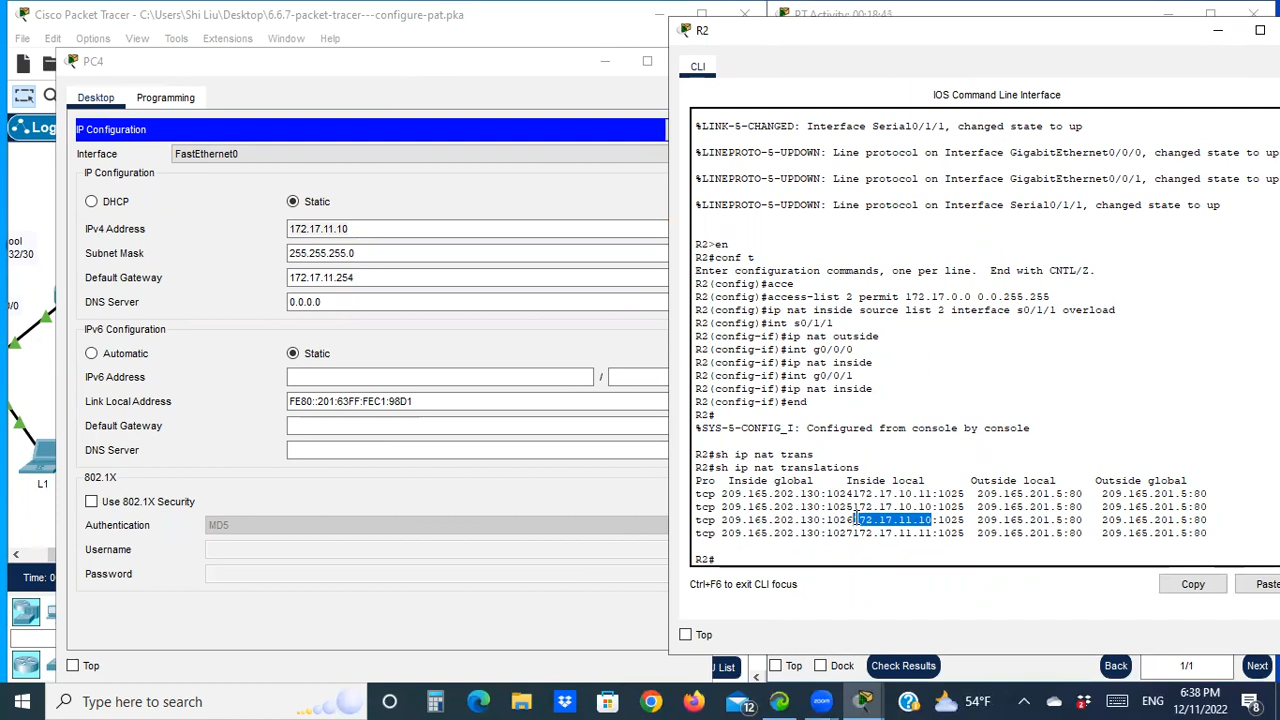 Cisco Packet Tracer - C:\Users\Shi Liu\Desktop\6.6.7-packet-tracer---configure-pat.pka
File Edit Options View Tools Extensions Window Help
Log
ool
32/30
0/0
L1
Time: 0
PC4
Desktop Programming
IP Configuration
Interface FastEthernet0
IP Configuration
DHCP Static
IPv4 Address 172.17.11.10
Subnet Mask 255.255.255.0
Default Gateway 172.17.11.254
DNS Server 0.0.0.0
IPv6 Configuration
Automatic Static
IPv6 Address /
Link Local Address FE80::201:63FF:FEC1:98D1
Default Gateway
DNS Server
802.1X
Use 802.1X Security
Authentication MD5
Username
Password
Top
PT Activity: 00:18:43
R2
CLI
IOS Command Line Interface
%LINK-5-CHANGED: Interface Serial0/1/1, changed state to up
%LINEPROTO-5-UPDOWN: Line protocol on Interface GigabitEthernet0/0/0, changed state to up
%LINEPROTO-5-UPDOWN: Line protocol on Interface GigabitEthernet0/0/1, changed state to up
%LINEPROTO-5-UPDOWN: Line protocol on Interface Serial0/1/1, changed state to up
R2>en
R2#conf t
Enter configuration commands, one per line. End with CNTL/Z.
R2(config)#acce
R2(config)#access-list 2 permit 172.17.0.0 0.0.255.255
R2(config)#ip nat inside source list 2 interface s0/1/1 overload
R2(config)#int s0/1/1
R2(config-if)#ip nat outside
R2(config-if)#int g0/0/0
R2(config-if)#ip nat inside
R2(config-if)#int g0/0/1
R2(config-if)#ip nat inside
R2(config-if)#end
R2#
%SYS-5-CONFIG_I: Configured from console by console
R2#sh ip nat trans
R2#sh ip nat translations
Pro Inside global Inside local Outside local Outside global
tcp 209.165.202.130:1024172.17.10.11:1025 209.165.201.5:80 209.165.201.5:80
tcp 209.165.202.130:1025172.17.10.10:1025 209.165.201.5:80 209.165.201.5:80
tcp 209.165.202.130:1026172.17.11.10:1025 209.165.201.5:80 209.165.201.5:80
tcp 209.165.202.130:1027172.17.11.11:1025 209.165.201.5:80 209.165.201.5:80
R2#
Ctrl+F6 to exit CLI focus
Copy Paste
Top
U List
Top Dock Check Results Back 1/1 Next
Type here to search 12 54°F ENG 6:38 PM
12/11/2022 8